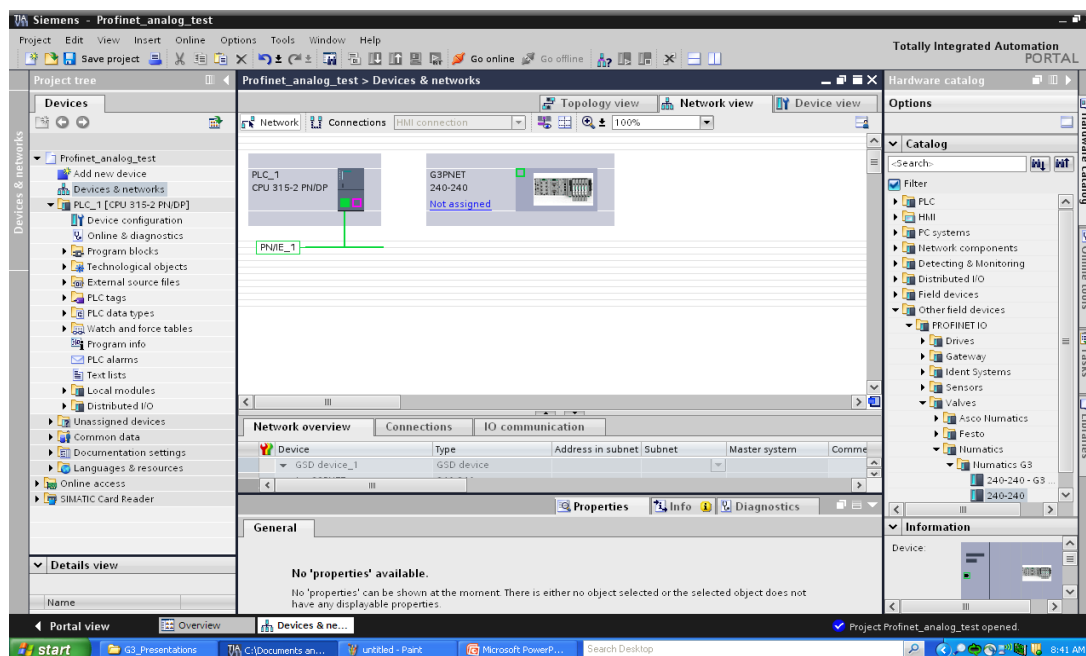 Siemens - Profinet_analog_test
Project Edit View Insert Online Options Tools Window Help
Totally Integrated Automation
PORTAL
Save project
Go online
Go offline
Project tree
Devices
Profinet_analog_test
Add new device
Devices & networks
PLC_1 [CPU 315-2 PN/DP]
Device configuration
Online & diagnostics
Program blocks
Technological objects
External source files
PLC tags
PLC data types
Watch and force tables
Program info
PLC alarms
Text lists
Local modules
Distributed I/O
Unassigned devices
Common data
Documentation settings
Languages & resources
Online access
SIMATIC Card Reader
Details view
Name
Devices & networks
Profinet_analog_test > Devices & networks
Topology view
Network view
Device view
Network
Connections
HMI connection
100%
PLC_1
CPU 315-2 PN/DP
G3PNET
240-240
Not assigned
PN/IE_1
Network overview
Connections
IO communication
Device Type Address in subnet Subnet Master system Comme
GSD device_1 GSD device
Properties
Info
Diagnostics
General
No 'properties' available.
No 'properties' can be shown at the moment. There is either no object selected or the selected object does not
have any displayable properties.
Hardware catalog
Options
Catalog
<Search>
Filter
PLC
HMI
PC systems
Network components
Detecting & Monitoring
Distributed I/O
Field devices
Other field devices
PROFINET IO
Drives
Gateway
Ident Systems
Sensors
Valves
Asco Numatics
Festo
Numatics
Numatics G3
240-240 - G3 ...
240-240
Information
Device:
Hardware catalog
Online tools
Tasks
Libraries
Portal view
Overview
Devices & ne...
Project Profinet_analog_test opened.
start
G3_Presentations
C:\Documents an...
untitled - Paint
Microsoft PowerP...
Search Desktop
8:41 AM